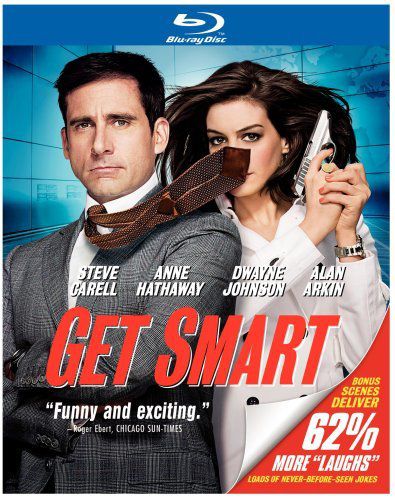 Blu-ray Disc
STEVE CARELL
ANNE HATHAWAY
DWAYNE JOHNSON
ALAN ARKIN
GET SMART
BONUS
SCENES
DELIVER
62%
MORE "LAUGHS"
LOADS OF NEVER-BEFORE-SEEN JOKES
"Funny and exciting."
—Roger Ebert, CHICAGO SUN-TIMES